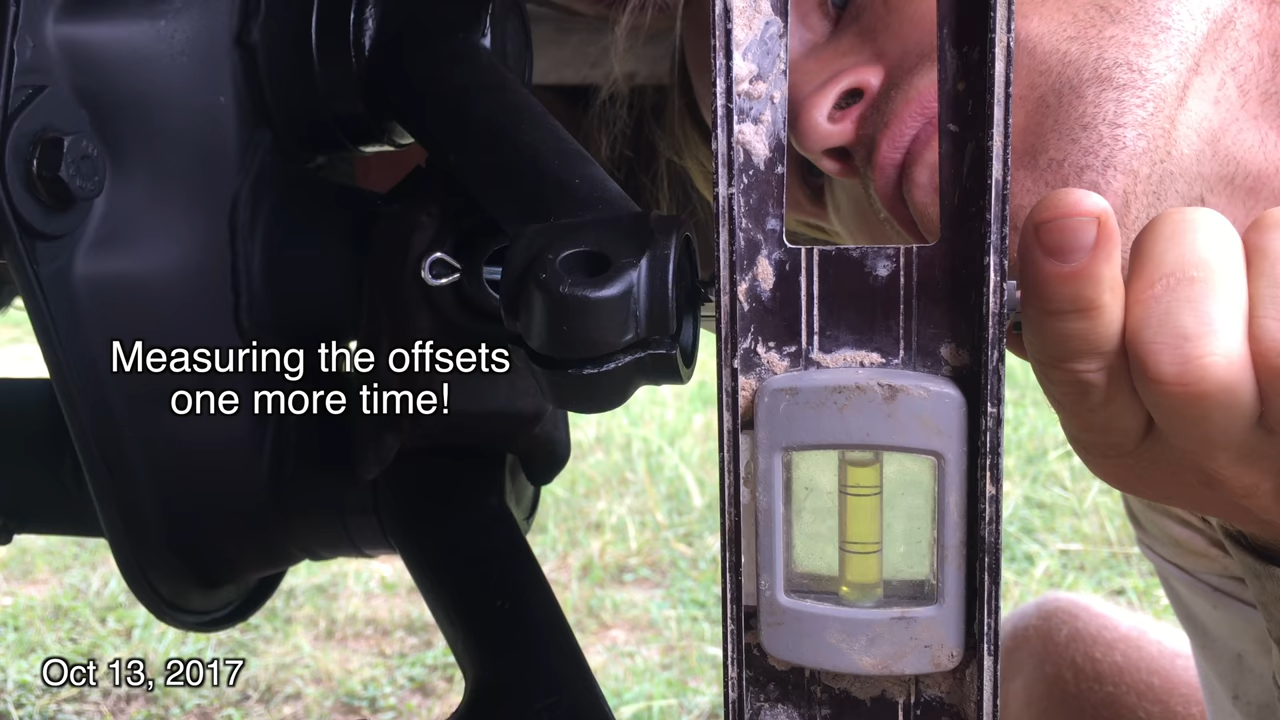 Measuring the offsets
one more time!
Oct 13, 2017